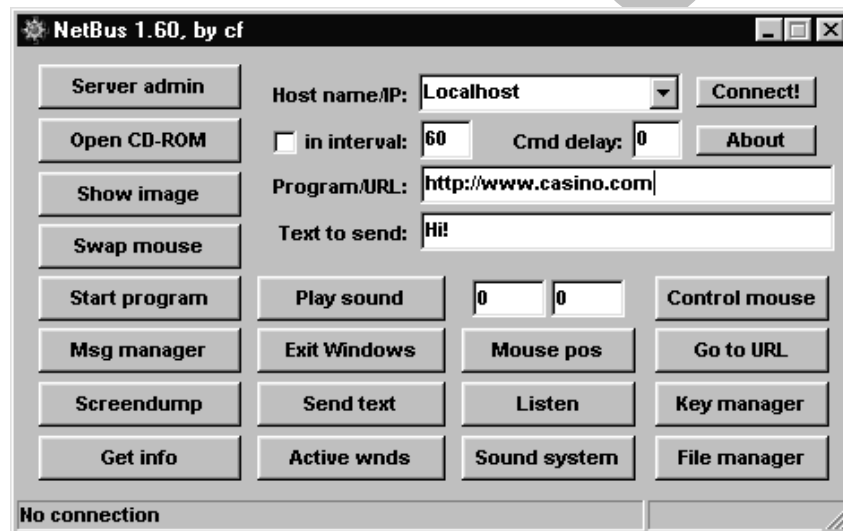 NetBus 1.60, by cf
Server admin
Host name/IP: Localhost Connect!
Open CD-ROM
in interval: 60 Cmd delay: 0 About
Show image
Program/URL: http://www.casino.com
Swap mouse
Text to send: Hi!
Start program Play sound 0 0 Control mouse
Msg manager Exit Windows Mouse pos Go to URL
Screendump Send text Listen Key manager
Get info Active wnds Sound system File manager
No connection